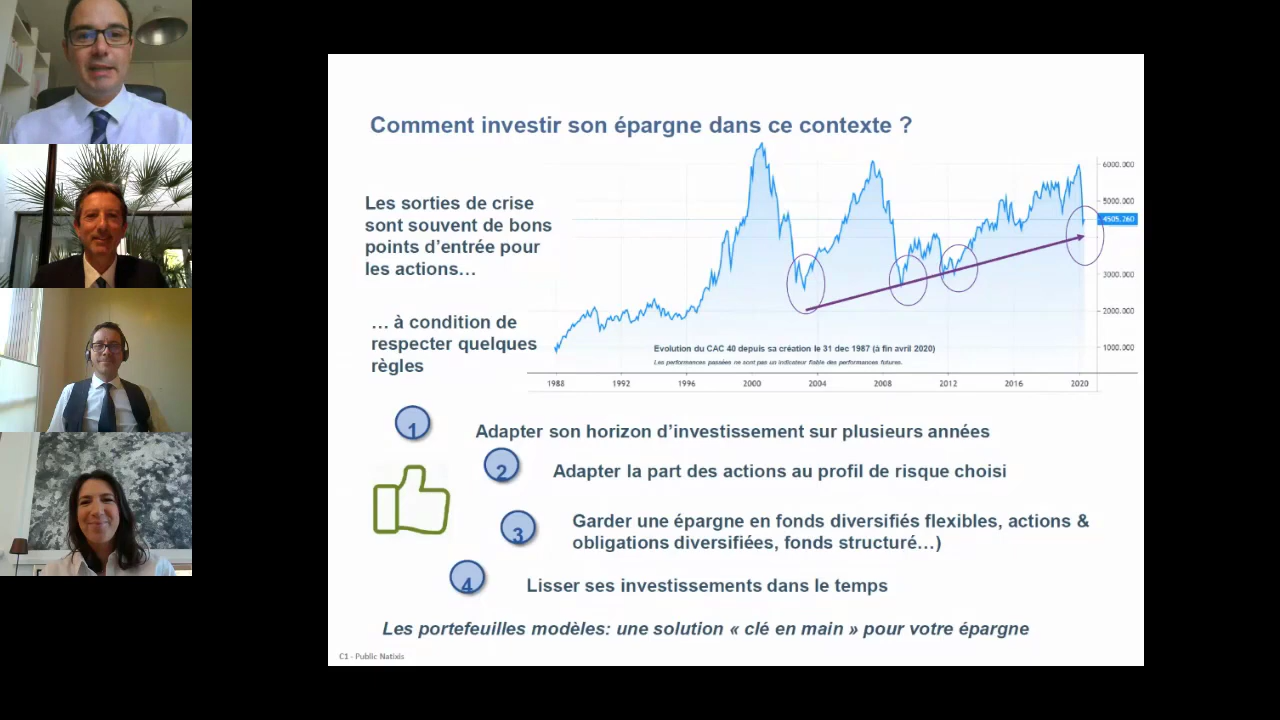 Comment investir son épargne dans ce contexte ?
Les sorties de crise
sont souvent de bons
points d’entrée pour
les actions…
… à condition de
respecter quelques
règles
6000.000
5000.000
4505.260
3000.000
2000.000
1000.000
Evolution du CAC 40 depuis sa création le 31 dec 1987 (à fin avril 2020)
Les performances passées ne sont pas un indicateur fiable des performances futures.
1988 1992 1996 2000 2004 2008 2012 2016 2020
1 Adapter son horizon d’investissement sur plusieurs années
2 Adapter la part des actions au profil de risque choisi
3 Garder une épargne en fonds diversifiés flexibles, actions &
obligations diversifiées, fonds structuré…)
4 Lisser ses investissements dans le temps
Les portefeuilles modèles: une solution « clé en main » pour votre épargne
C1 - Public Natixis